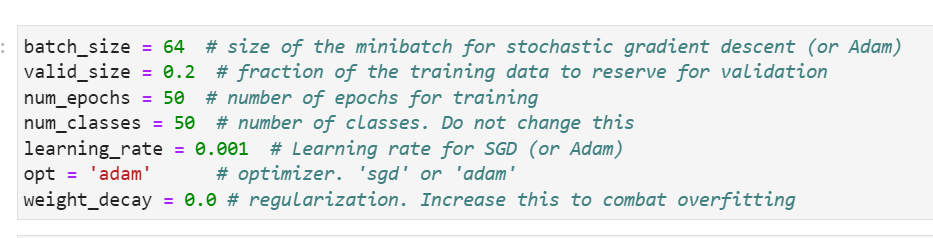 batch_size = 64  # size of the minibatch for stochastic gradient descent (or Adam)
valid_size = 0.2  # fraction of the training data to reserve for validation
num_epochs = 50  # number of epochs for training
num_classes = 50  # number of classes. Do not change this
learning_rate = 0.001  # Learning rate for SGD (or Adam)
opt = 'adam'      # optimizer. 'sgd' or 'adam'
weight_decay = 0.0 # regularization. Increase this to combat overfitting